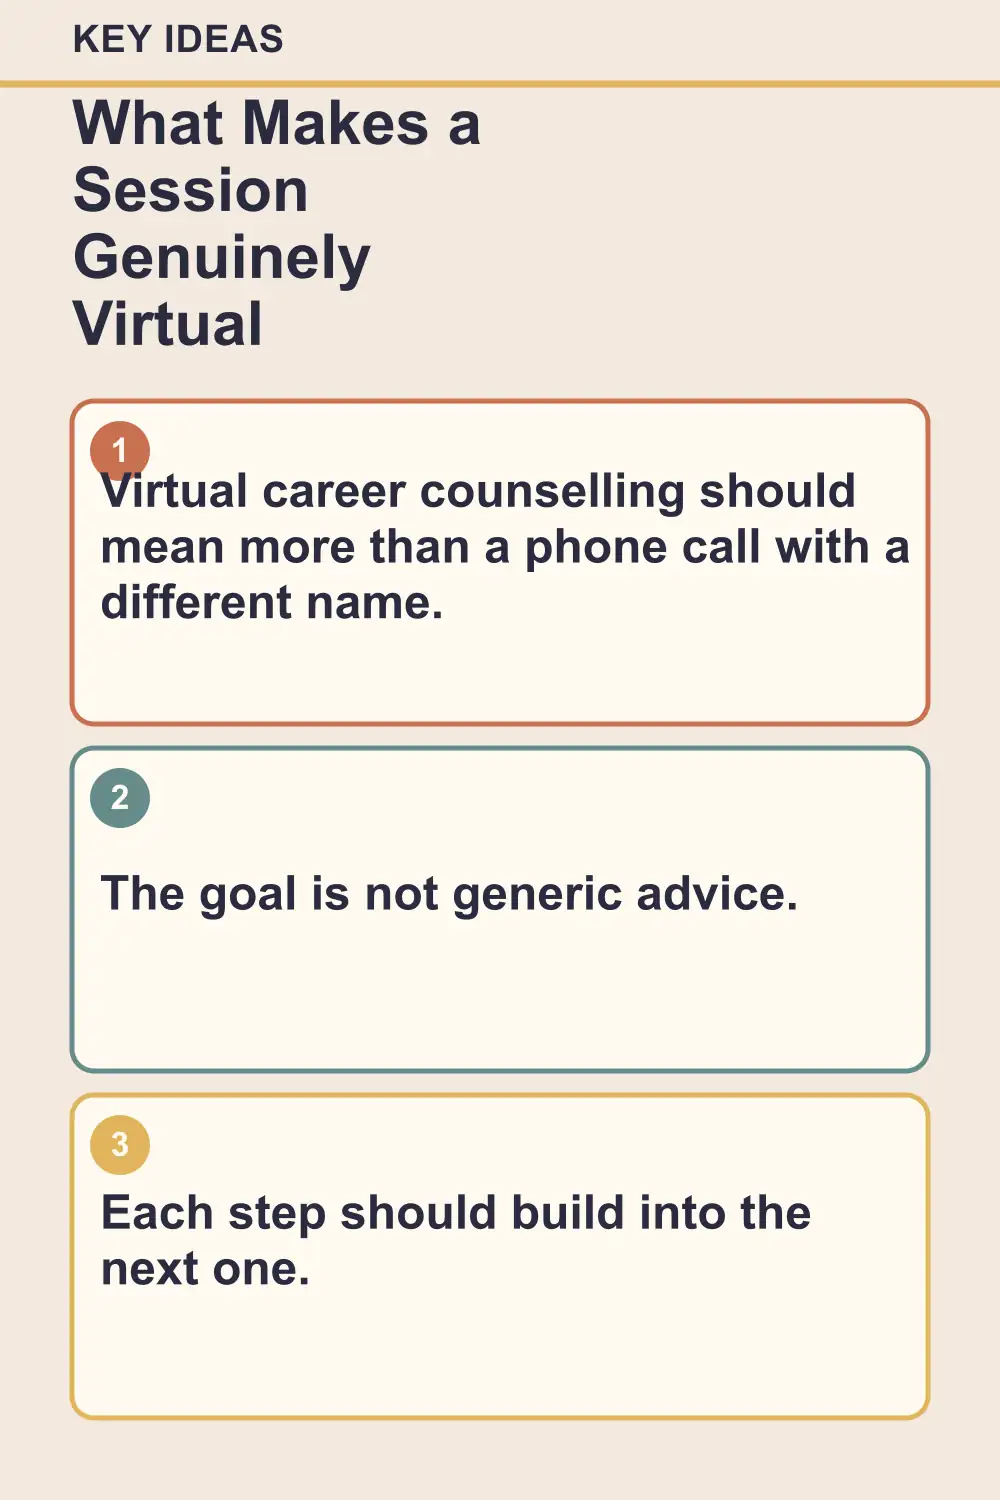 KEY IDEAS
What Makes a
Session
Genuinely
Virtual
1
Virtual career counselling should
mean more than a phone call with a
different name.
2
The goal is not generic advice.
3
Each step should build into the
next one.